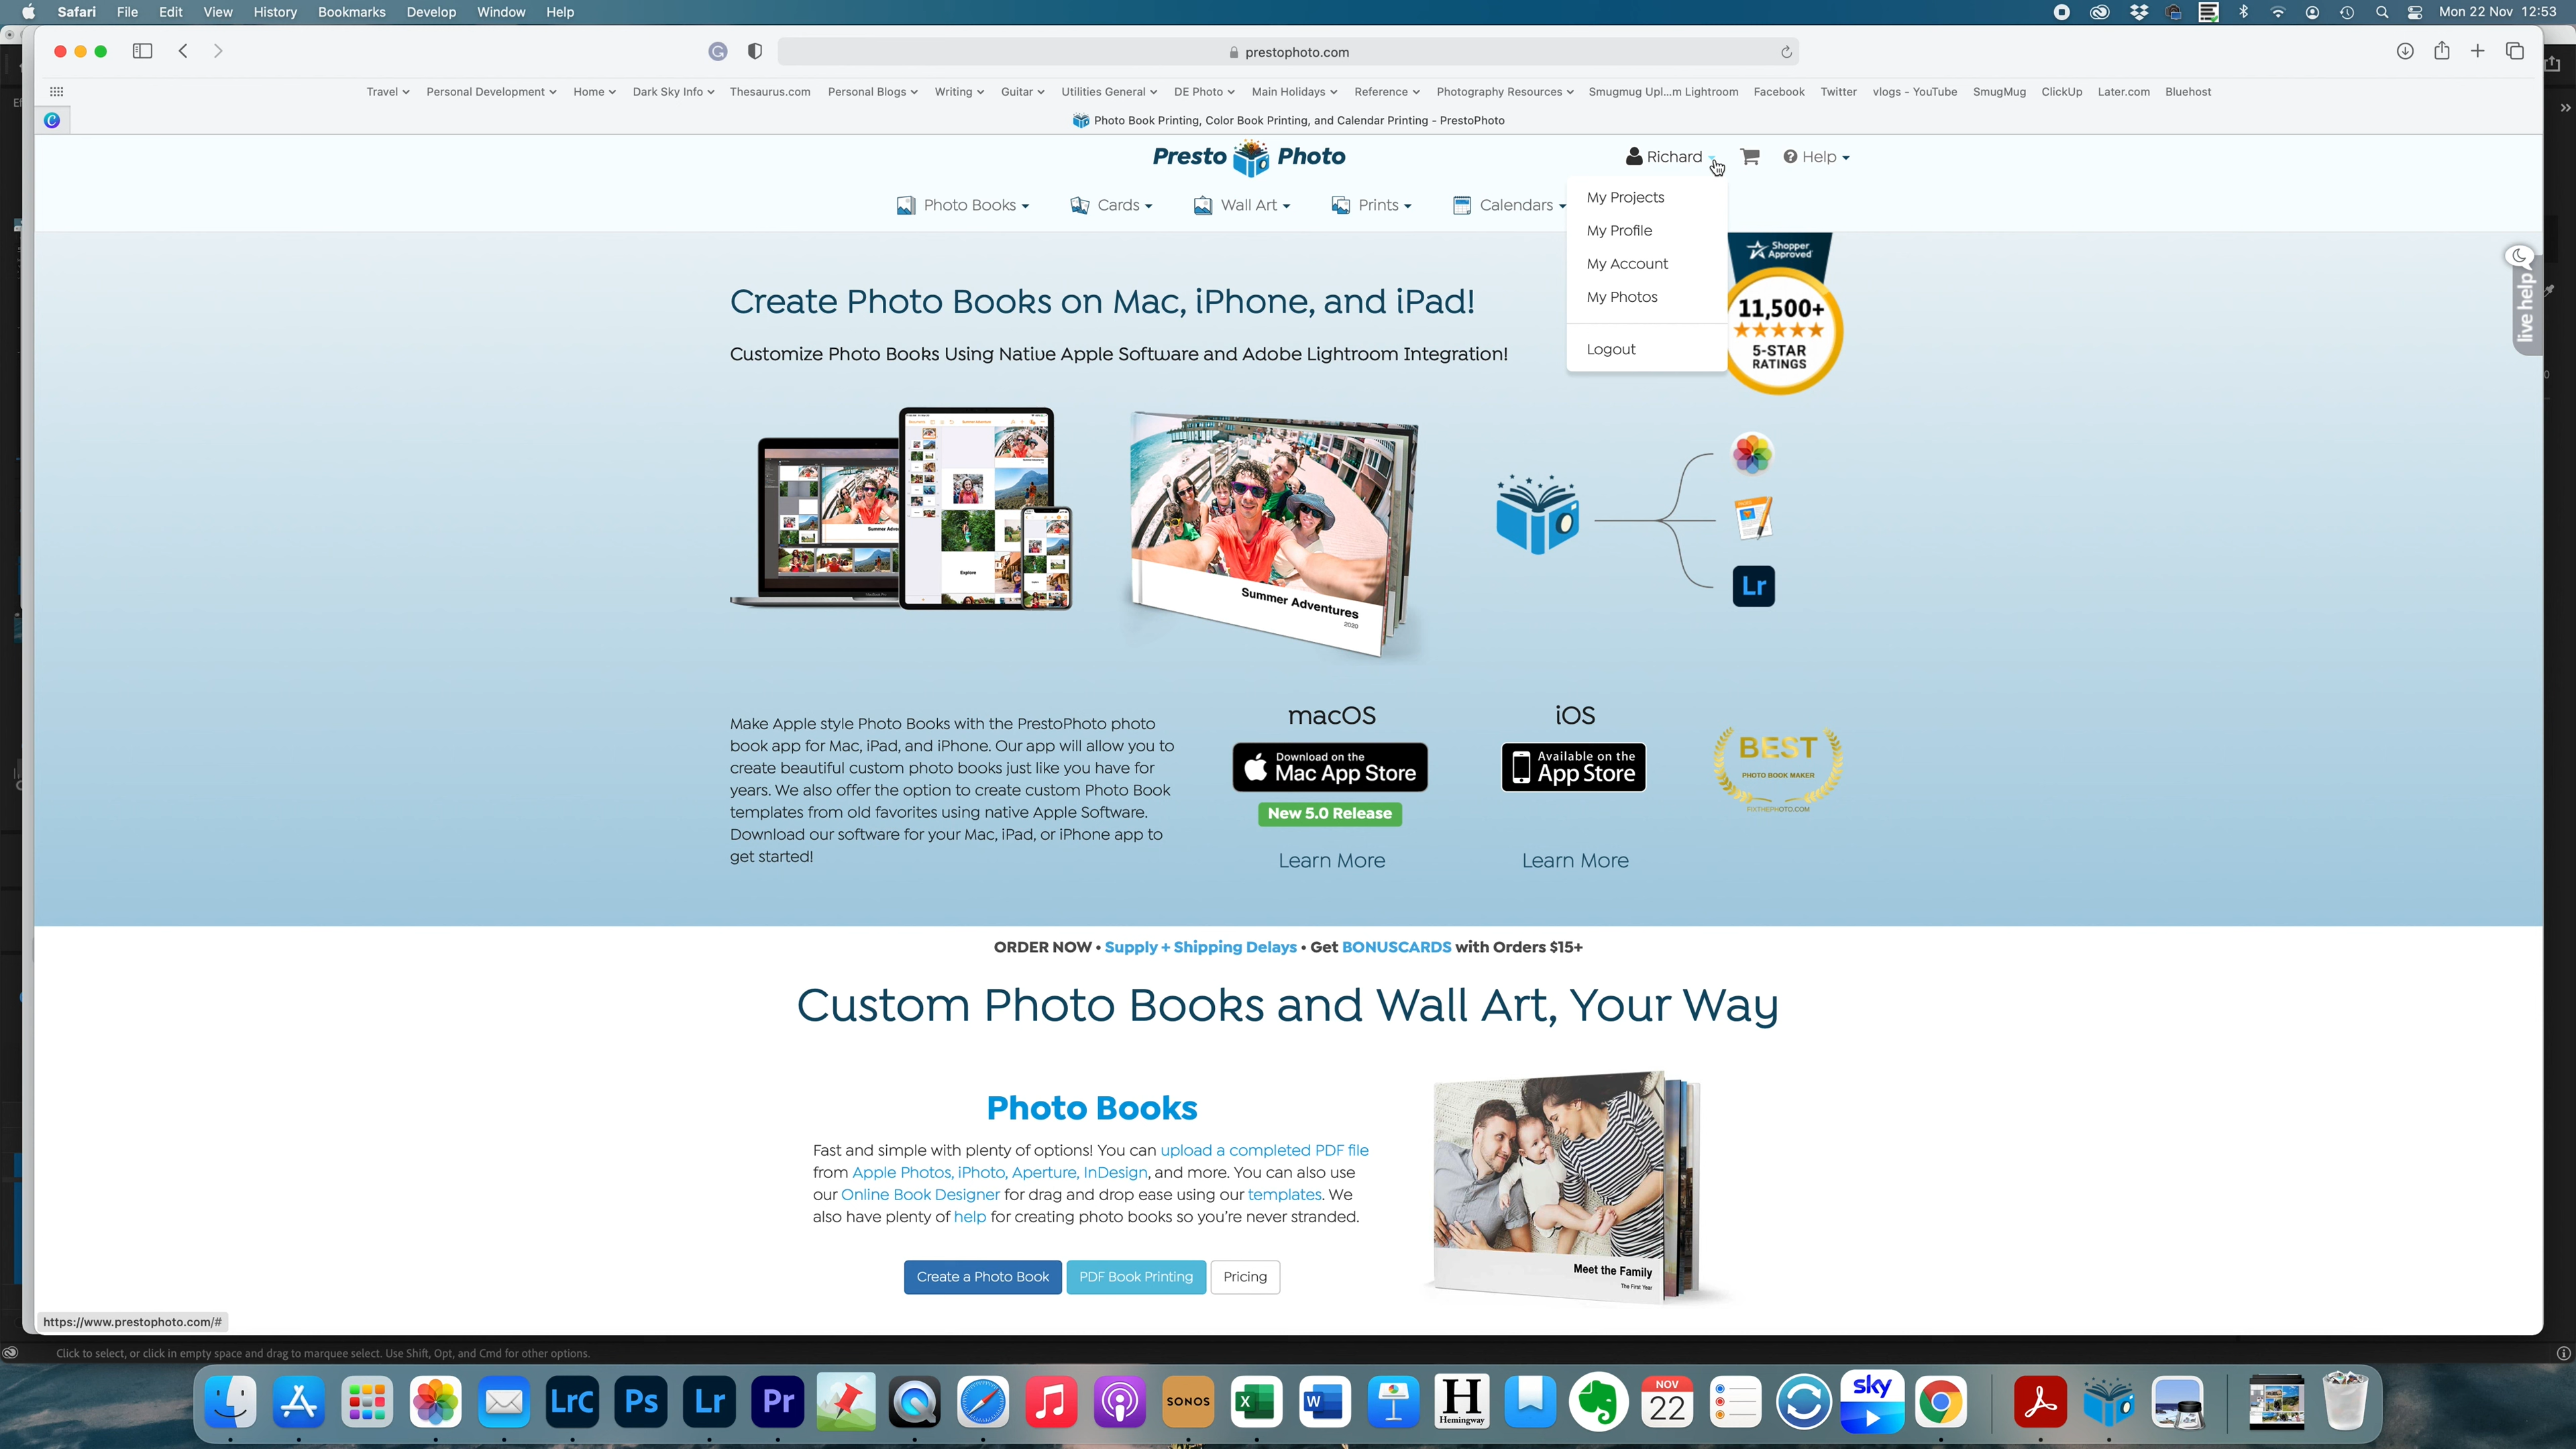 Safari File Edit View History Bookmarks Develop Window Help Mon 22 Nov 12:53
prestophoto.com
Travel Personal Development Home Dark Sky Info Thesaurus.com Personal Blogs Writing Guitar Utilities General DE Photo Main Holidays Reference Photography Resources Smugmug Upl...m Lightroom Facebook Twitter vlogs - YouTube SmugMug ClickUp Later.com Bluehost
Photo Book Printing, Color Book Printing, and Calendar Printing - PrestoPhoto
Presto Photo
Richard Help
Photo Books Cards Wall Art Prints Calendars
My Projects
My Profile
My Account
My Photos
Logout
Shopper Approved
11,500+
5-STAR
RATINGS
live help
Create Photo Books on Mac, iPhone, and iPad!
Customize Photo Books Using Native Apple Software and Adobe Lightroom Integration!
Explore
Summer Adventures
2020
Lr
Make Apple style Photo Books with the PrestoPhoto photo
book app for Mac, iPad, and iPhone. Our app will allow you to
create beautiful custom photo books just like you have for
years. We also offer the option to create custom Photo Book
templates from old favorites using native Apple Software.
Download our software for your Mac, iPad, or iPhone app to
get started!
macOS
Download on the
Mac App Store
New 5.0 Release
Learn More
iOS
Available on the
App Store
Learn More
BEST
PHOTO BOOK MAKER
FIXTHEPHOTO.COM
ORDER NOW • Supply + Shipping Delays • Get BONUSCARDS with Orders $15+
Custom Photo Books and Wall Art, Your Way
Photo Books
Fast and simple with plenty of options! You can upload a completed PDF file
from Apple Photos, iPhoto, Aperture, InDesign, and more. You can also use
our Online Book Designer for drag and drop ease using our templates. We
also have plenty of help for creating photo books so you're never stranded.
Create a Photo Book PDF Book Printing Pricing
Meet the Family
The First Year
https://www.prestophoto.com/#
Click to select, or click in empty space and drag to marquee select. Use Shift, Opt, and Cmd for other options.
LrC Ps Lr Pr SONOS X W H Hemingway NOV 22 sky